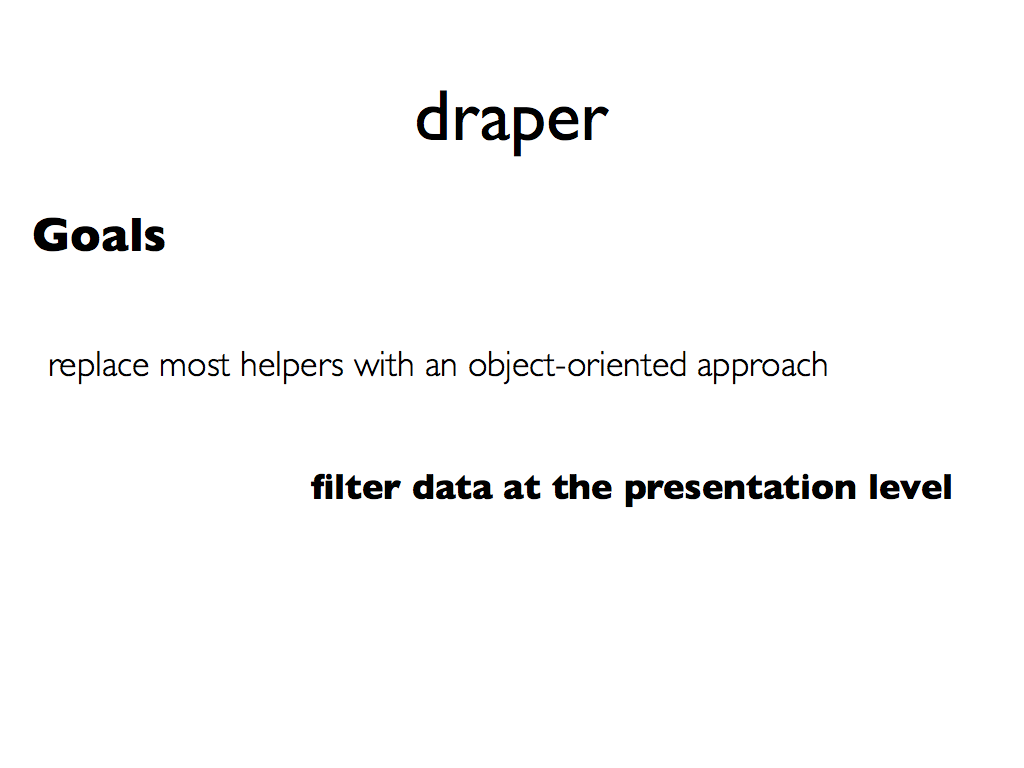 draper
Goals
replace most helpers with an object-oriented approach
filter data at the presentation level